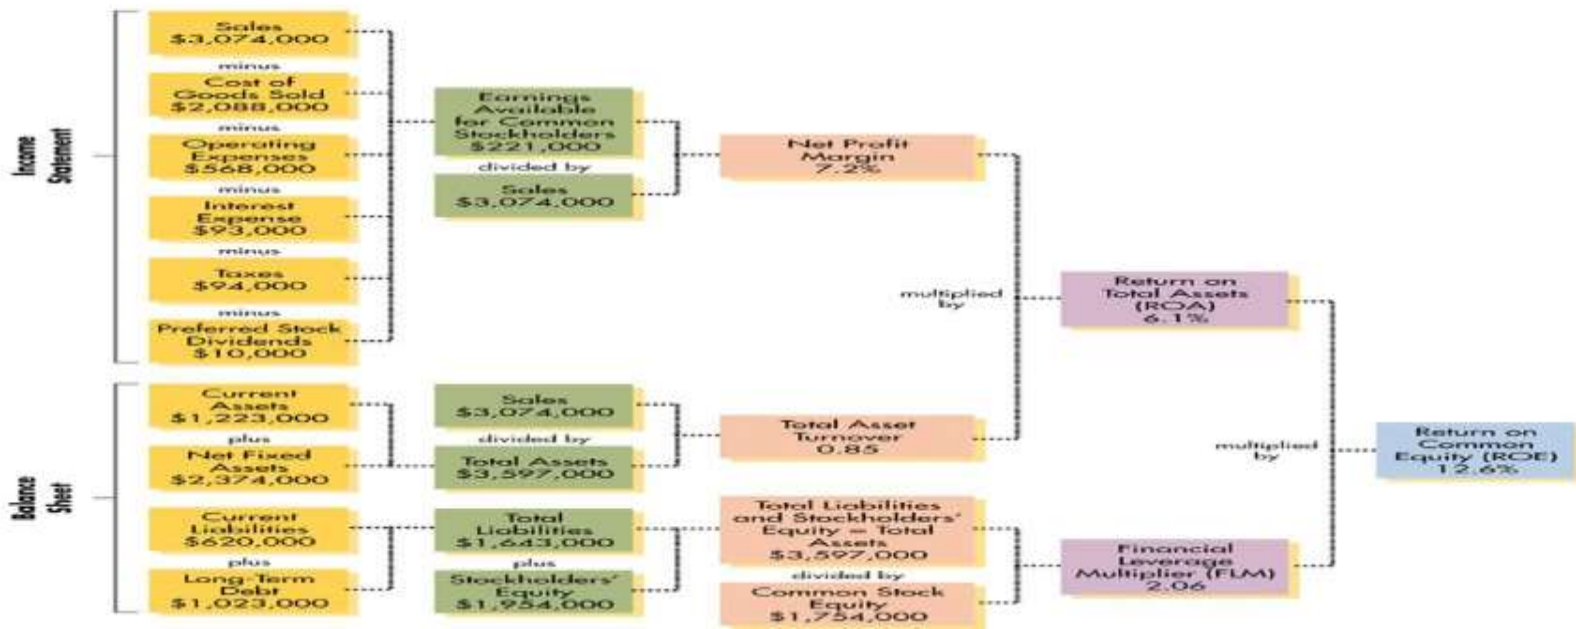 Income
Statement
Sales
$3,074,000
minus
Cost of
Goods Sold
$2,088,000
minus
Operating
Expenses
$568,000
minus
Interest
Expense
$93,000
minus
Taxes
$94,000
minus
Preferred Stock
Dividends
$10,000
Earnings
Available
for Common
Stockholders
$221,000
divided by
Sales
$3,074,000
Net Profit
Margin
7.2%
Balance
Sheet
Current
Assets
$1,223,000
plus
Net Fixed
Assets
$2,374,000
Current
Liabilities
$620,000
plus
Long-Term
Debt
$1,023,000
Sales
$3,074,000
divided by
Total Assets
$3,597,000
Total
Liabilities
$1,643,000
plus
Stockholders'
Equity
$1,954,000
Total Asset
Turnover
0.85
Total Liabilities
and Stockholders'
Equity = Total
Assets
$3,597,000
divided by
Common Stock
Equity
$1,754,000
multiplied
by
Return on
Total Assets
(ROA)
6.1%
Financial
Leverage
Multiplier (FLM)
2.06
multiplied
by
Return on
Common
Equity (ROE)
12.6%